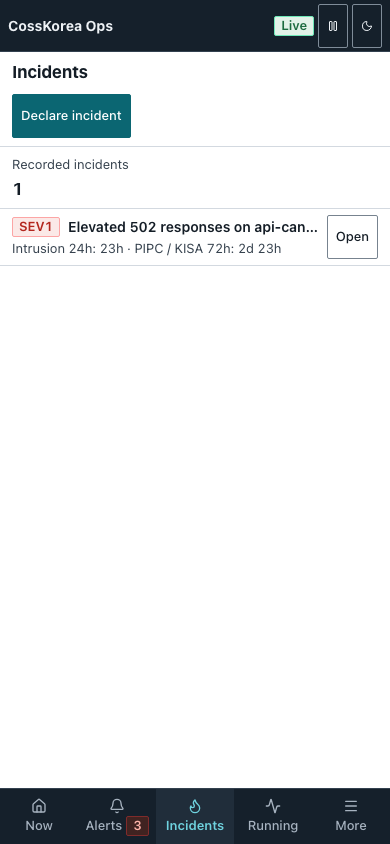 CossKorea Ops
Live
Incidents
Declare incident
Recorded incidents
1
SEV1 Elevated 502 responses on api-can...
Intrusion 24h: 23h · PIPC / KISA 72h: 2d 23h
Open
Now
Alerts 3
Incidents
Running
More